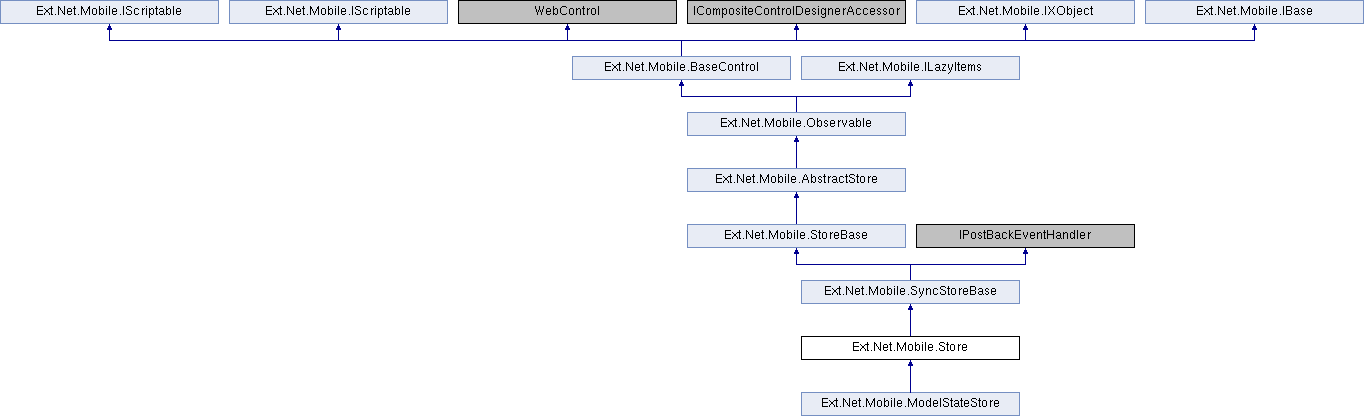 Ext.Net.Mobile.IScriptable
Ext.Net.Mobile.IScriptable
WebControl
ICompositeControlDesignerAccessor
Ext.Net.Mobile.IXObject
Ext.Net.Mobile.IBase
Ext.Net.Mobile.BaseControl
Ext.Net.Mobile.ILazyItems
Ext.Net.Mobile.Observable
Ext.Net.Mobile.AbstractStore
Ext.Net.Mobile.StoreBase
IPostBackEventHandler
Ext.Net.Mobile.SyncStoreBase
Ext.Net.Mobile.Store
Ext.Net.Mobile.ModelStateStore